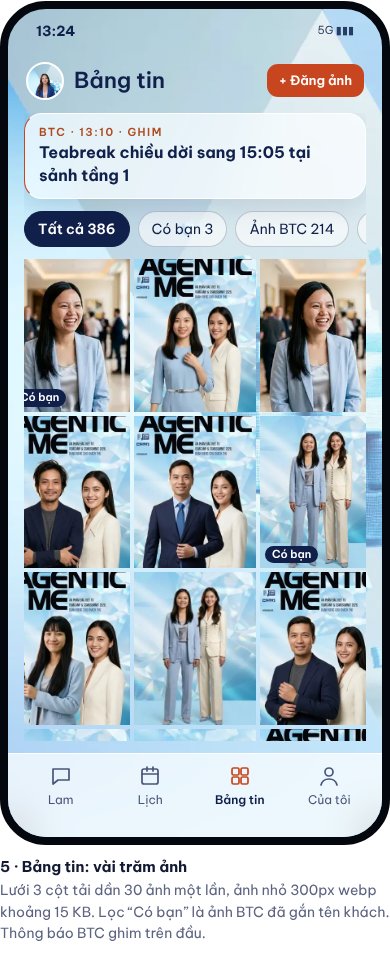 13:24
5G
Bảng tin
+ Đăng ảnh
BTC · 13:10 · GHIM
Teabreak chiều dời sang 15:05 tại
sảnh tầng 1
Tất cả 386
Có bạn 3
Ảnh BTC 214
AGENTIC
ME
Có bạn
AGENTIC
ME
AGENTIC
ME
Có bạn
AGENTIC
ME
AGENTIC
ME
AGENTIC
Lam
Lịch
Bảng tin
Của tôi
5 · Bảng tin: vài trăm ảnh
Lưới 3 cột tải dần 30 ảnh một lần, ảnh nhỏ 300px webp
khoảng 15 KB. Lọc “Có bạn” là ảnh BTC đã gắn tên khách.
Thông báo BTC ghim trên đầu.